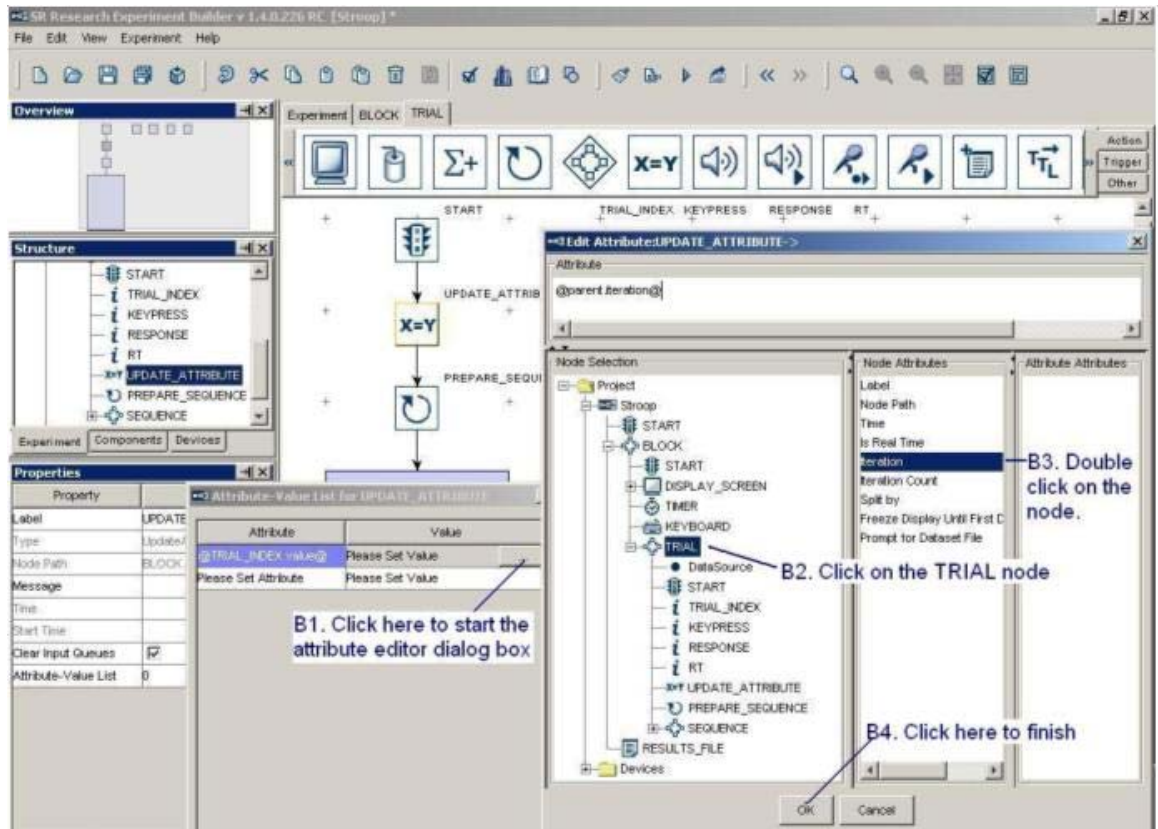 SR Research Experiment Builder v 1.4.0.226 RC [Stroop] *
File Edit View Experiment Help
Overview
Experiment BLOCK TRIAL
Σ+ X=Y TTL
Action
Trigger
Other
START TRIAL_INDEX KEYPRESS RESPONSE RT
UPDATE_ATTRIB
X=Y
PREPARE_SEQUI
Structure
START
TRIAL_INDEX
KEYPRESS
RESPONSE
RT
UPDATE_ATTRIBUTE
PREPARE_SEQUENCE
SEQUENCE
Experiment Components Devices
Properties
Property
Label UPDATE
Type UpdateA
Node Path BLOCK.
Message
Time
Start Time
Clear Input Queues
Attribute-Value List 0
Attribute-Value List for UPDATE_ATTRIBUTE
Attribute Value
@TRIAL_INDEX.value@ Please Set Value ...
Please Set Attribute Please Set Value
B1. Click here to start the
attribute editor dialog box
Edit Attribute:UPDATE_ATTRIBUTE->
Attribute
@parent.iteration@
Node Selection
Project
Stroop
START
BLOCK
START
DISPLAY_SCREEN
TIMER
KEYBOARD
TRIAL
DataSource
START
TRIAL_INDEX
KEYPRESS
RESPONSE
RT
UPDATE_ATTRIBUTE
PREPARE_SEQUENCE
SEQUENCE
RESULTS_FILE
Devices
B2. Click on the TRIAL node
Node Attributes
Label
Node Path
Time
Is Real Time
Iteration
Iteration Count
Split by
Freeze Display Until First D
Prompt for Dataset File
Attribute Attributes
B3. Double
click on the
node.
B4. Click here to finish
OK Cancel